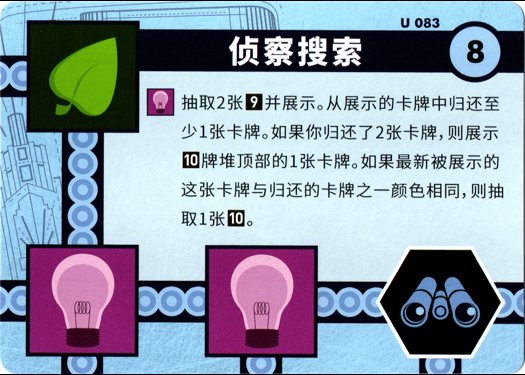 U 083
侦察搜索
8
抽取2张9并展示。从展示的卡牌中归还至
少1张卡牌。如果你归还了2张卡牌，则展示
10牌堆顶部的1张卡牌。如果最新被展示的
这张卡牌与归还的卡牌之一颜色相同，则抽
取1张10。